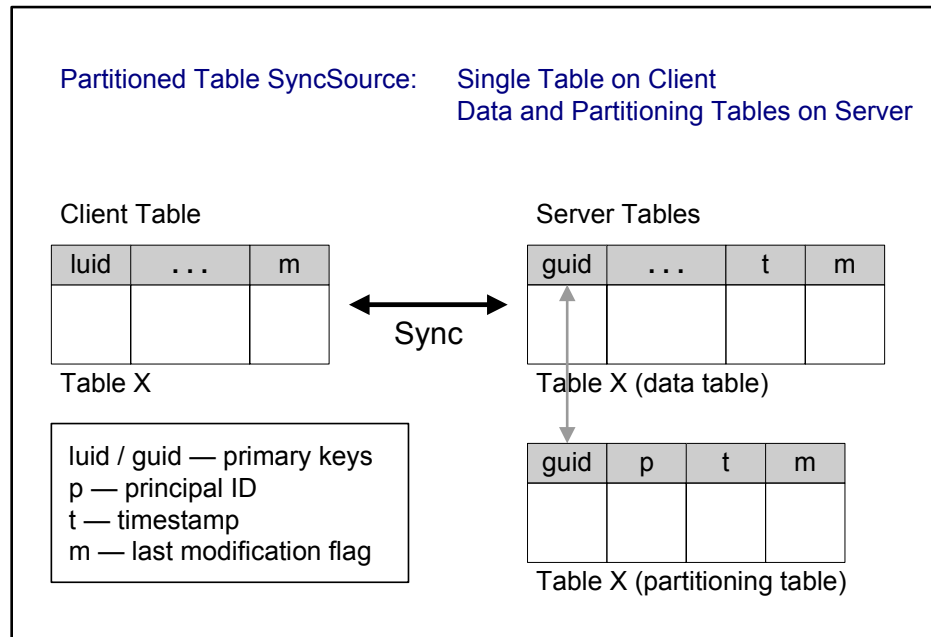 Partitioned Table SyncSource: Single Table on Client
Data and Partitioning Tables on Server
Client Table
luid ... m
Table X
Sync
Server Tables
guid ... t m
Table X (data table)
guid p t m
Table X (partitioning table)
luid / guid — primary keys
p — principal ID
t — timestamp
m — last modification flag